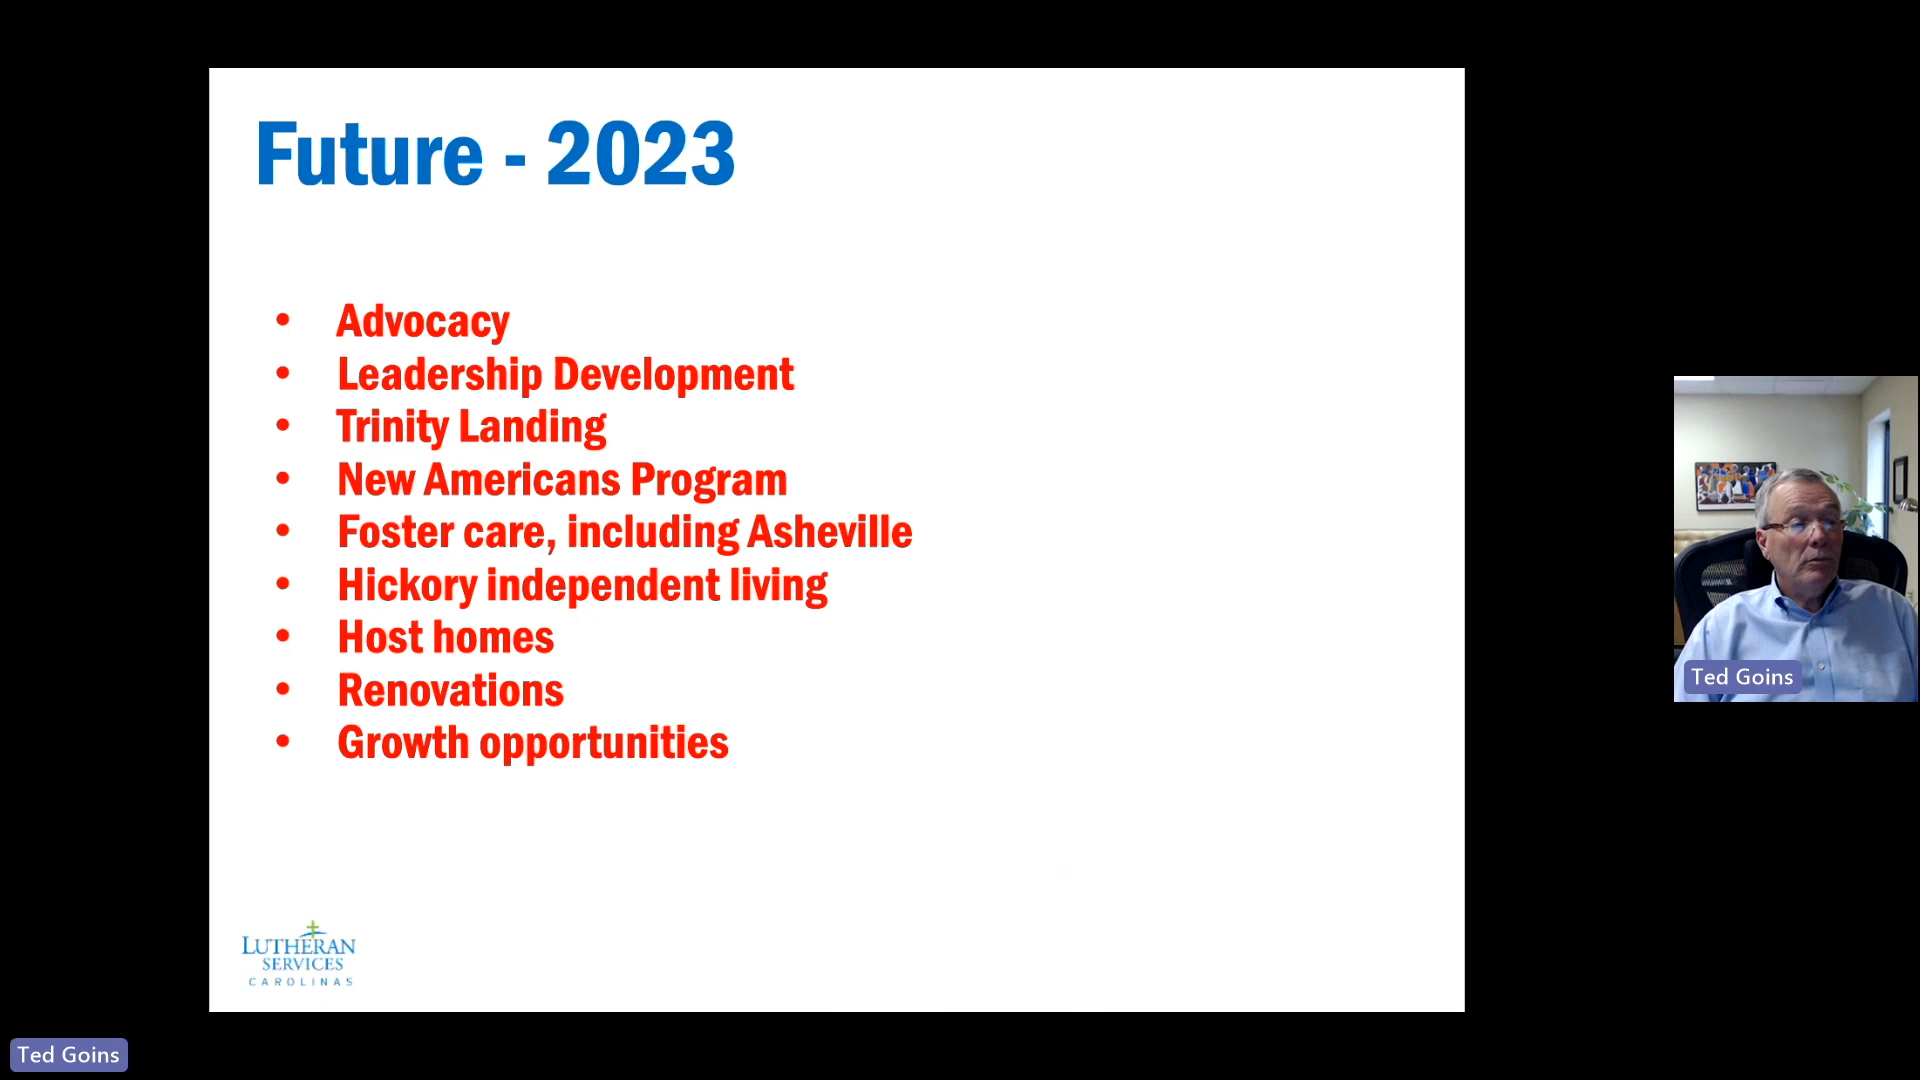 Future - 2023
• Advocacy
• Leadership Development
• Trinity Landing
• New Americans Program
• Foster care, including Asheville
• Hickory independent living
• Host homes
• Renovations
• Growth opportunities
LUTHERAN
SERVICES
CAROLINAS
Ted Goins
Ted Goins